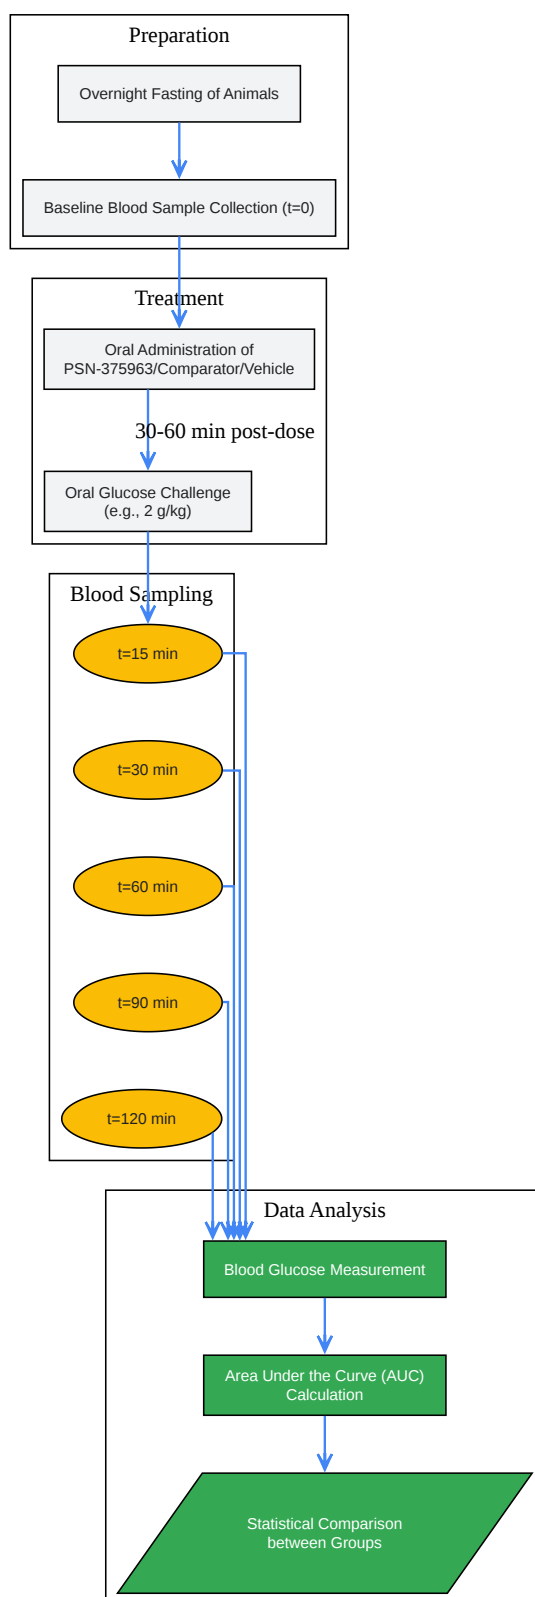 Preparation
Overnight Fasting of Animals
Baseline Blood Sample Collection (t=0)
Treatment
Oral Administration of
PSN-375963/Comparator/Vehicle
30-60 min post-dose
Oral Glucose Challenge
(e.g., 2 g/kg)
Blood Sampling
t=15 min
t=30 min
t=60 min
t=90 min
t=120 min
Data Analysis
Blood Glucose Measurement
Area Under the Curve (AUC)
Calculation
Statistical Comparison
between Groups